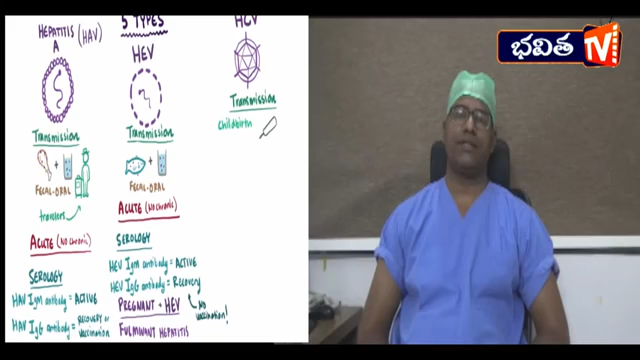 HEPATITIS (HAV)
A
5 TYPES
HEV
HCV
Transmission
FECAL-ORAL
travelers
ACUTE (NO CHRONIC)
SEROLOGY
HAV IgM antibody = ACTIVE
HAV IgG antibody = RECOVERY or
VACCINATION
Transmission
FECAL-ORAL
ACUTE (NO CHRONIC)
SEROLOGY
HEV IgM antibody = ACTIVE
HEV IgG antibody = Recovery
NO
VACCINATION!
PREGNANT + HEV
FULMINANT HEPATITIS
Transmission
Childbirth
భవిత
TV